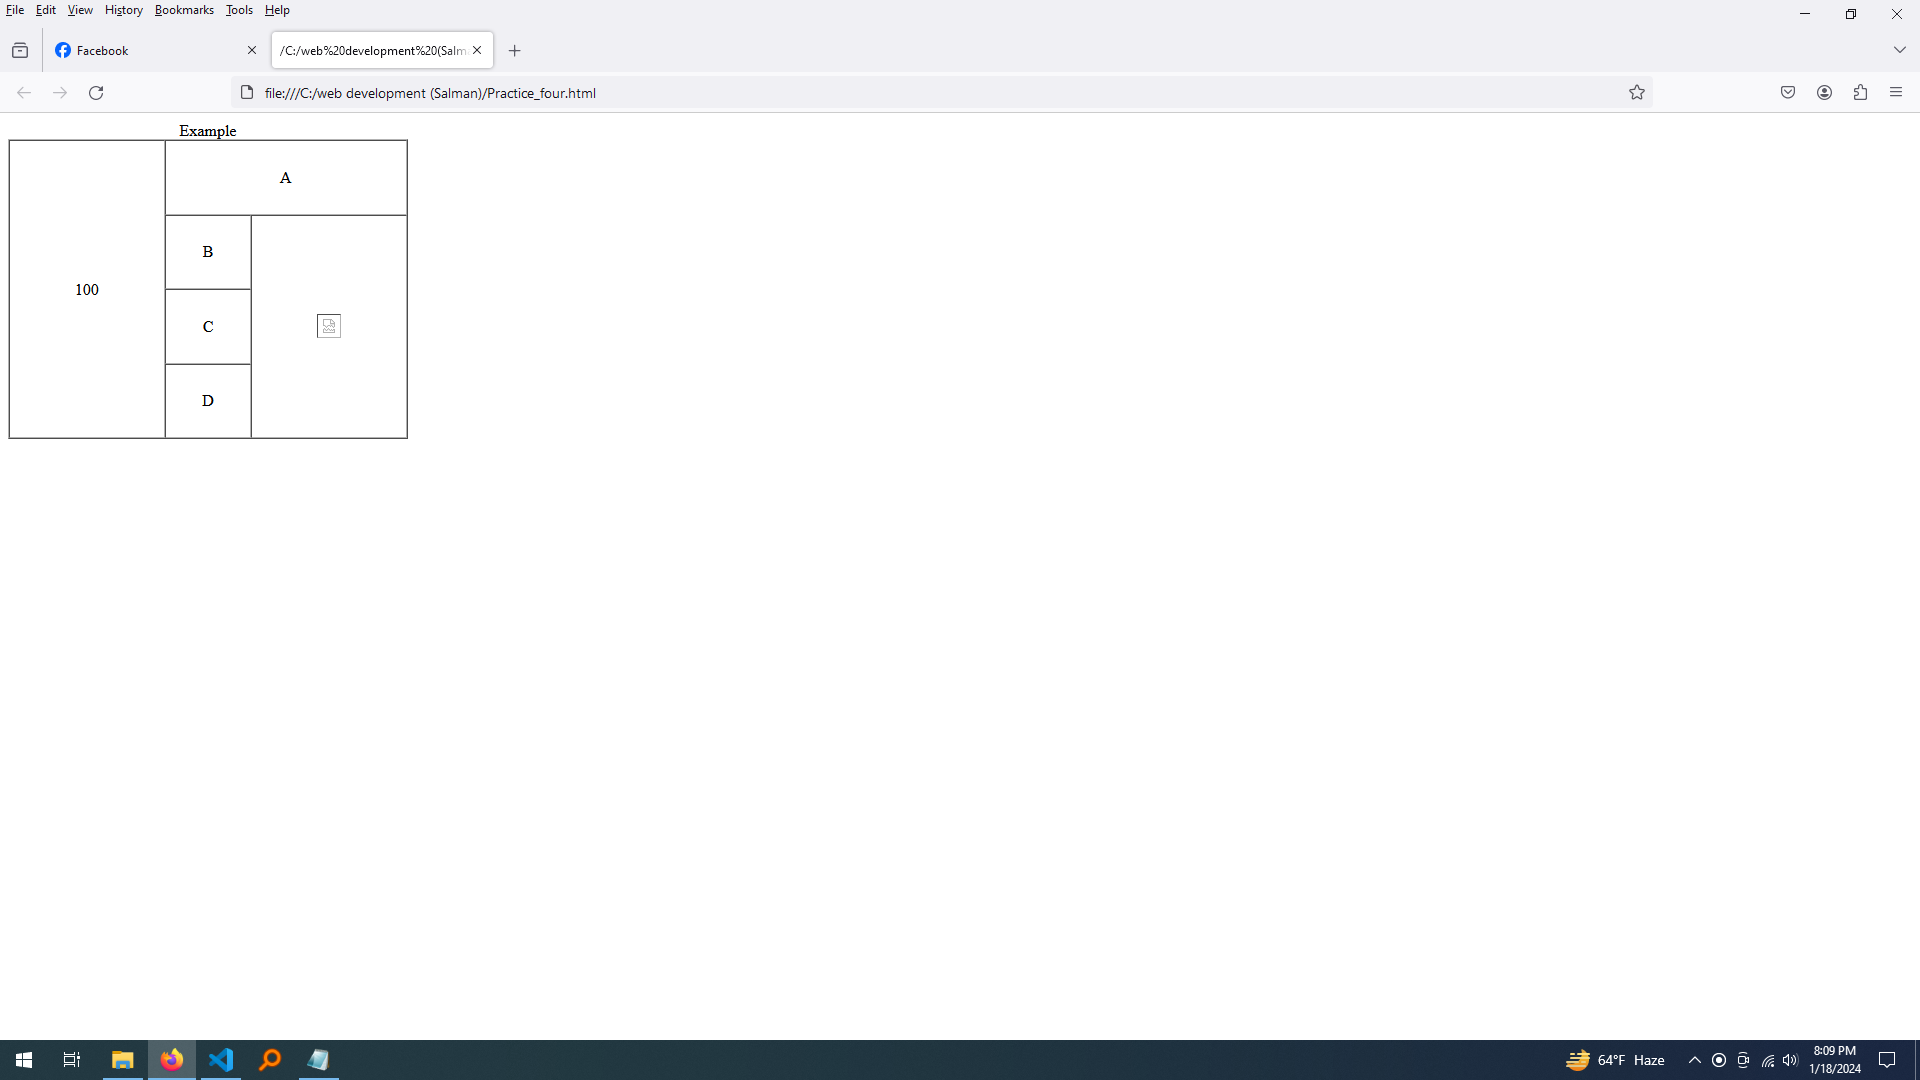 File Edit View History Bookmarks Tools Help
Facebook
/C:/web%20development%20(Salm
file:///C:/web development (Salman)/Practice_four.html
Example
100
A
B
C
D
64°F Haze
8:09 PM
1/18/2024